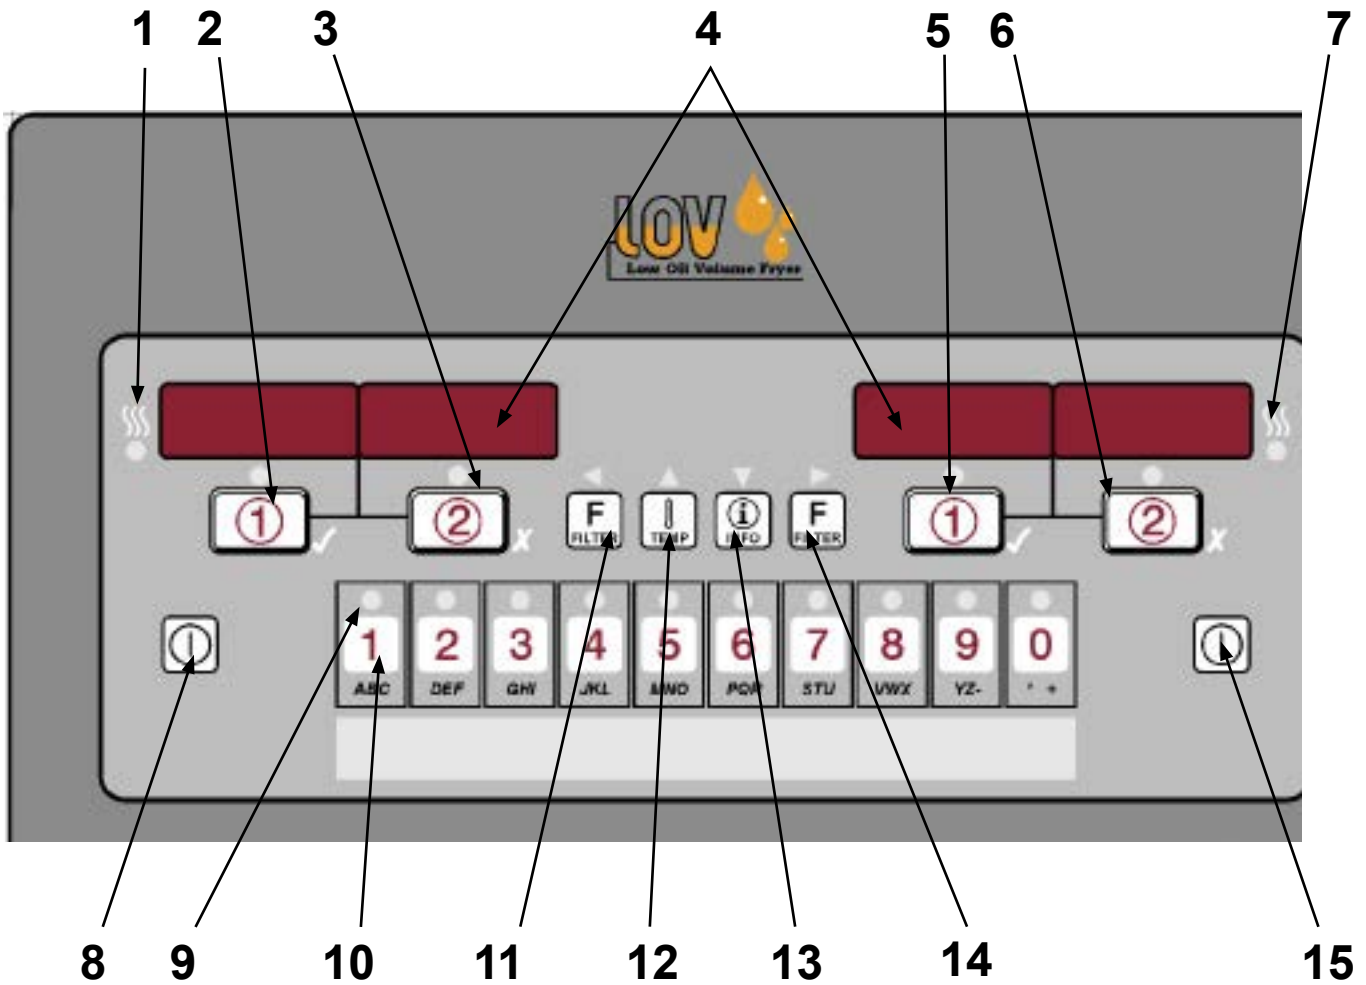 1 2 3 4 5 6 7
LOV
Low Oil Volume Fryer
① ② F i F ① ②
FILTER TEMP INFO FILTER
✓ X ✓ X
1 2 3 4 5 6 7 8 9 0
ABC DEF GHI JKL MNO PQR STU VWX YZ- * +
8 9 10 11 12 13 14 15